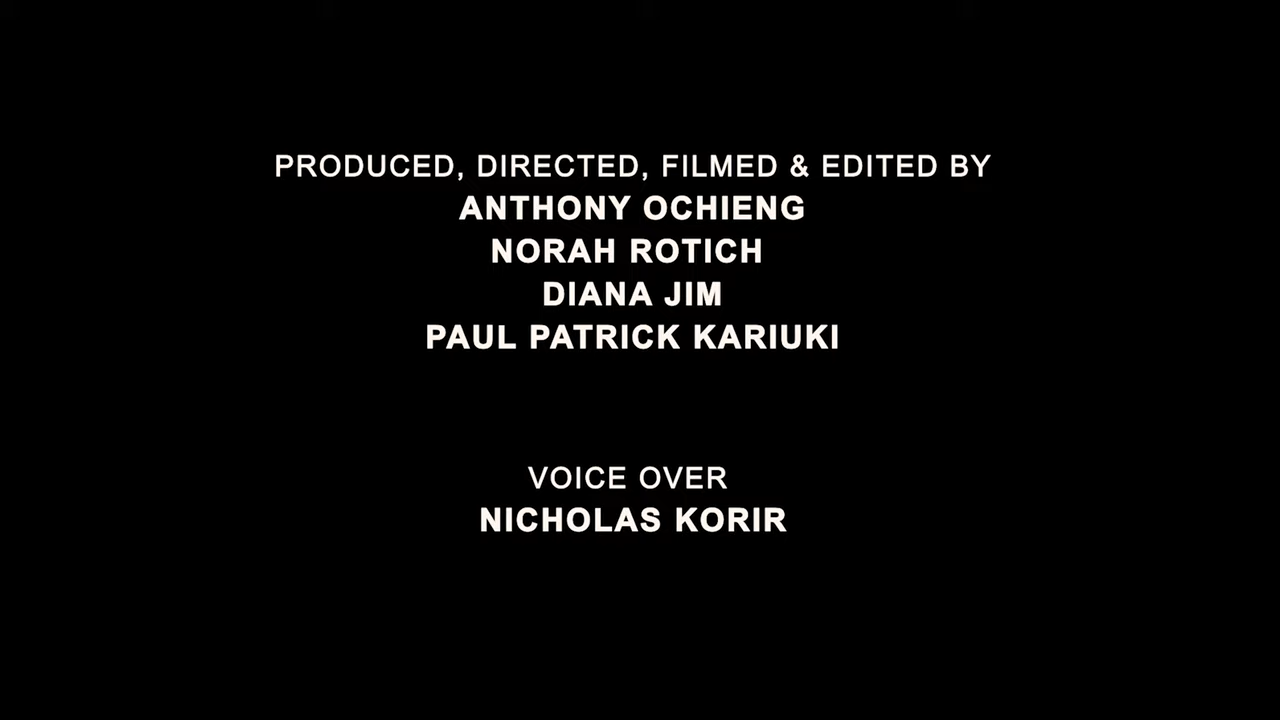 PRODUCED, DIRECTED, FILMED & EDITED BY
ANTHONY OCHIENG
NORAH ROTICH
DIANA JIM
PAUL PATRICK KARIUKI
VOICE OVER
NICHOLAS KORIR